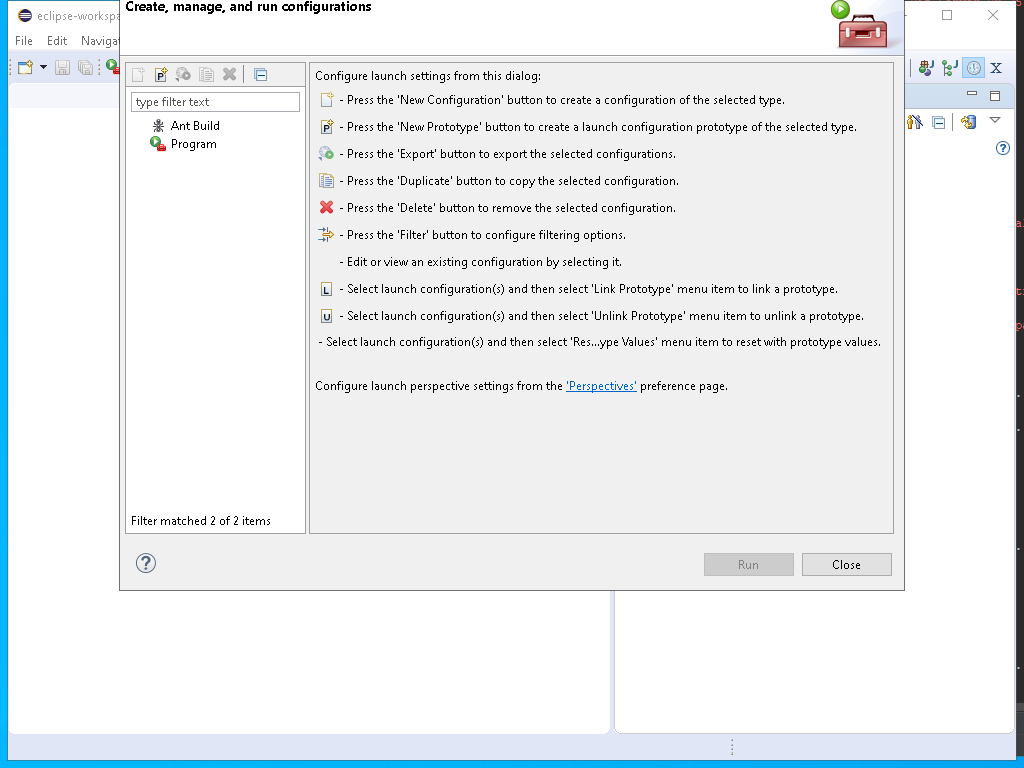 Create, manage, and run configurations
eclipse-workspa
File Edit Naviga
type filter text
Ant Build
Program
Filter matched 2 of 2 items
Configure launch settings from this dialog:
- Press the 'New Configuration' button to create a configuration of the selected type.
- Press the 'New Prototype' button to create a launch configuration prototype of the selected type.
- Press the 'Export' button to export the selected configurations.
- Press the 'Duplicate' button to copy the selected configuration.
- Press the 'Delete' button to remove the selected configuration.
- Press the 'Filter' button to configure filtering options.
- Edit or view an existing configuration by selecting it.
L - Select launch configuration(s) and then select 'Link Prototype' menu item to link a prototype.
U - Select launch configuration(s) and then select 'Unlink Prototype' menu item to unlink a prototype.
- Select launch configuration(s) and then select 'Res...ype Values' menu item to reset with prototype values.
Configure launch perspective settings from the 'Perspectives' preference page.
Run Close